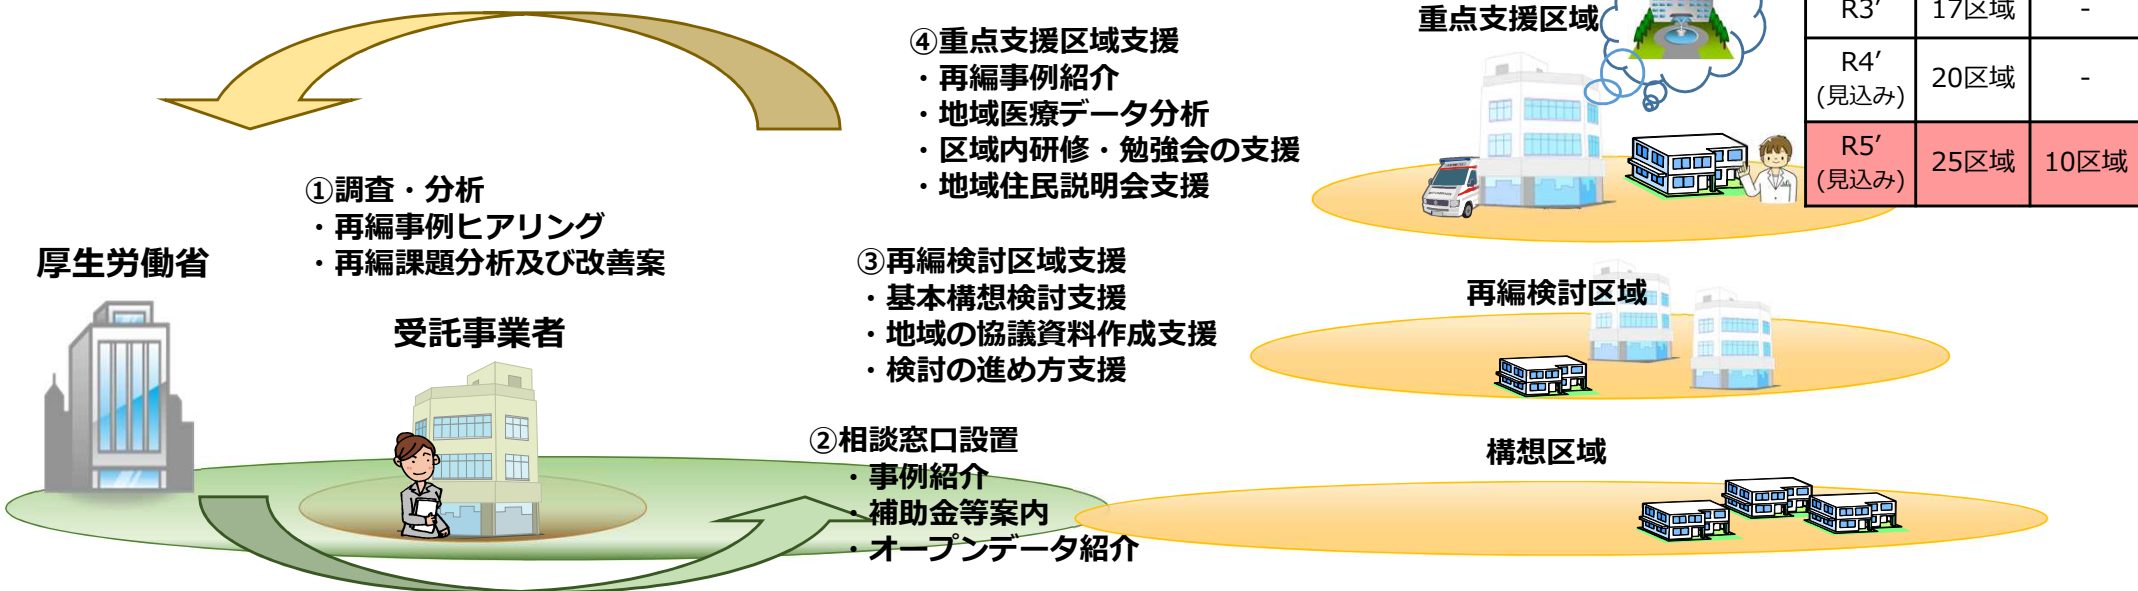 ④重点支援区域支援
・再編事例紹介
・地域医療データ分析
・区域内研修・勉強会の支援
・地域住民説明会支援
①調査・分析
・再編事例ヒアリング
・再編課題分析及び改善案
厚生労働省
受託事業者
③再編検討区域支援
・基本構想検討支援
・地域の協議資料作成支援
・検討の進め方支援
②相談窓口設置
・事例紹介
・補助金等案内
・オープンデータ紹介
重点支援区域
再編検討区域
構想区域
R3’ 17区域 -
R4’
(見込み) 20区域 -
R5’
(見込み) 25区域 10区域